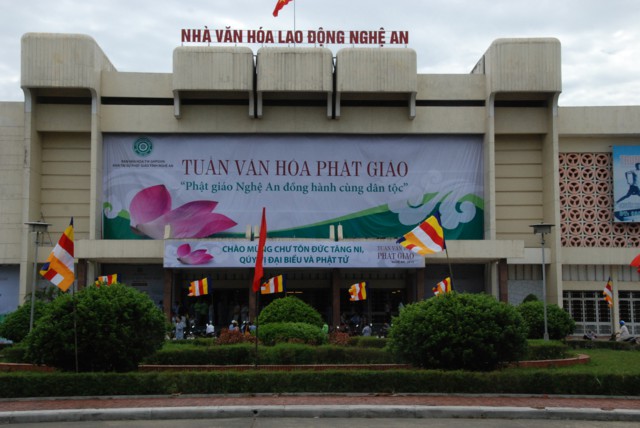 NHÀ VĂN HÓA LAO ĐỘNG NGHỆ AN
TUẦN VĂN HÓA PHẬT GIÁO
“Phật giáo Nghệ An đồng hành cùng dân tộc”
CHÀO MỪNG CHƯ TÔN ĐỨC TĂNG NI,
QUÝ VỊ ĐẠI BIỂU VÀ PHẬT TỬ
TUẦN VĂN
PHẬT GIÁO